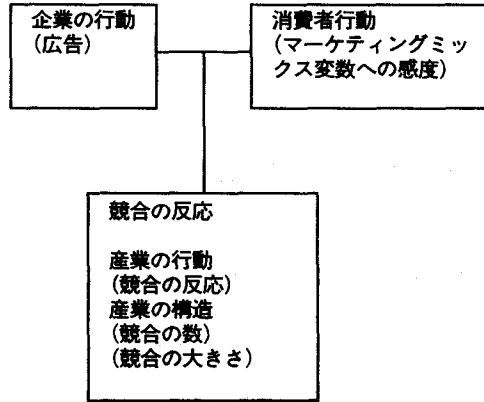 企業の行動
(広告)
消費者行動
(マーケティングミッ
クス変数への感度)
競合の反応
産業の行動
(競合の反応)
産業の構造
(競合の数)
(競合の大きさ)